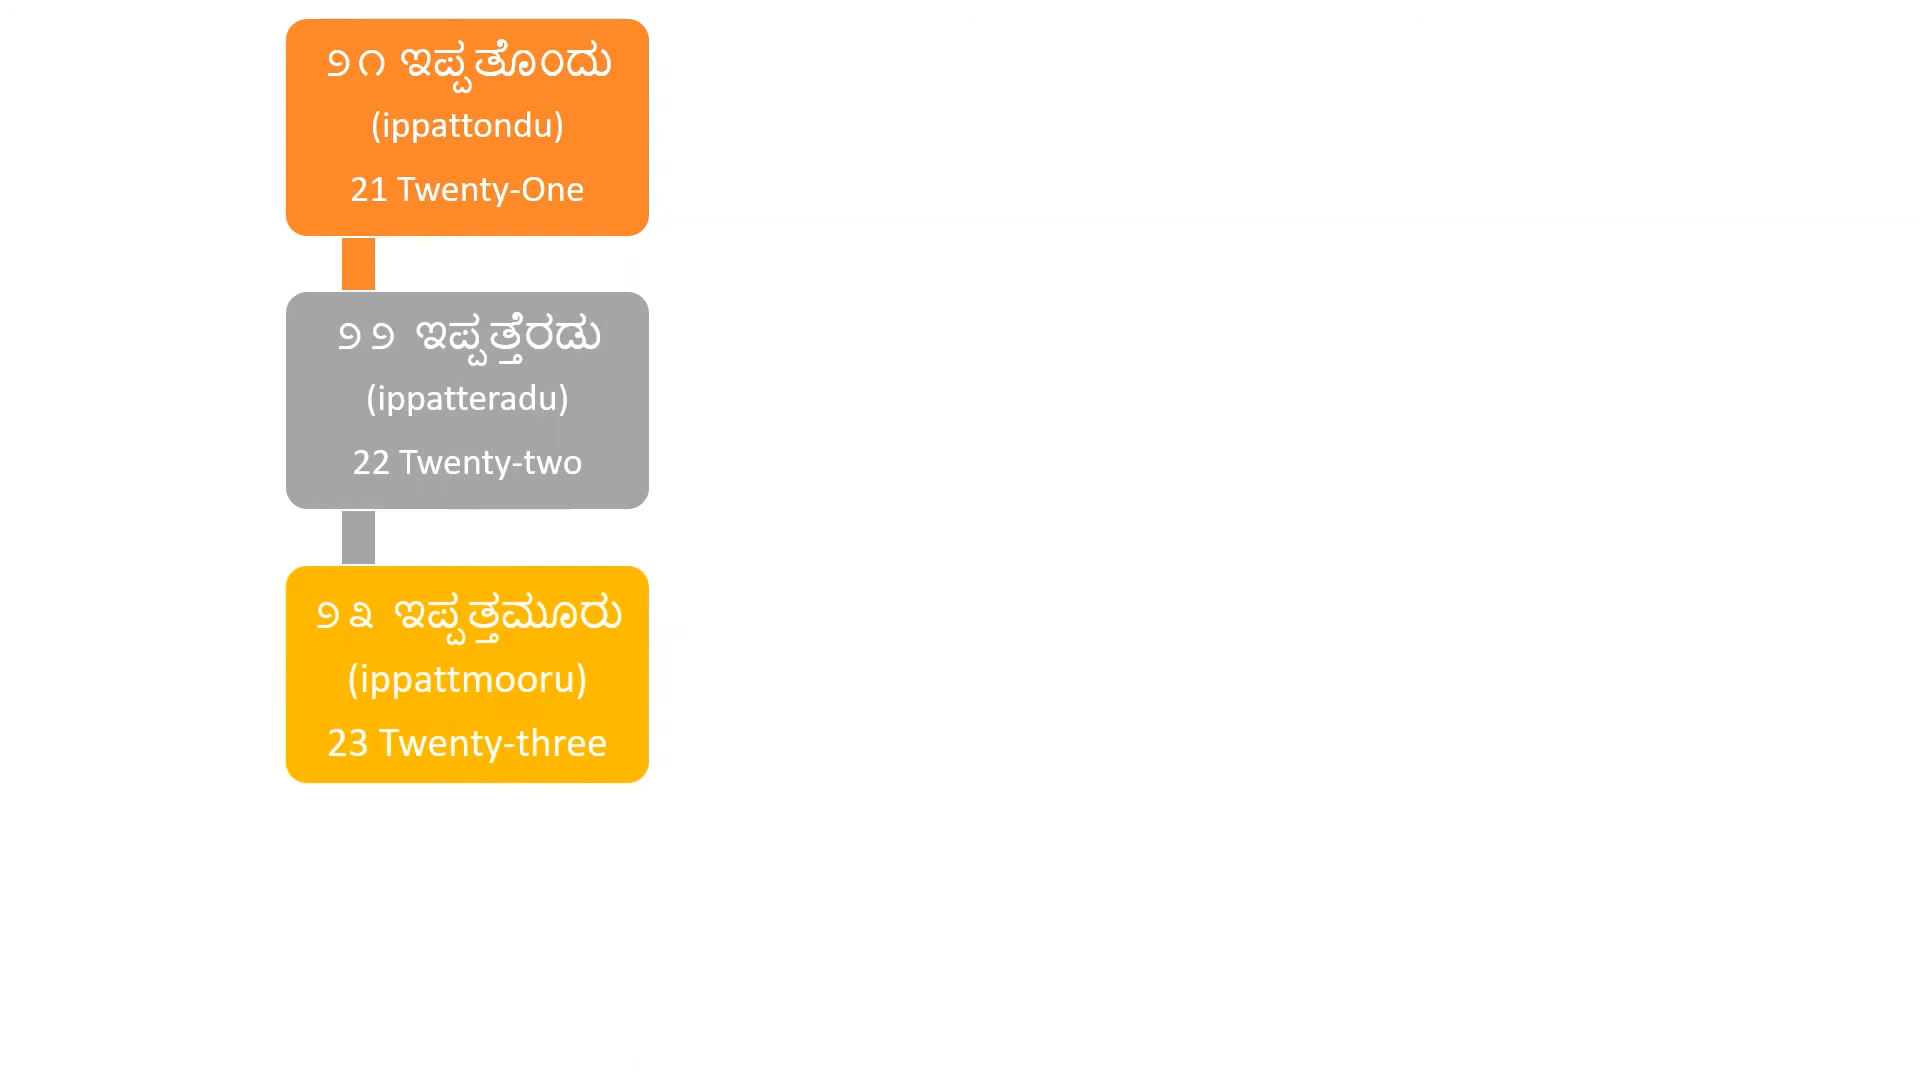 ೨೧ ಇಪ್ಪತೊಂದು
(ippattondu)
21 Twenty-One
೨೨ ಇಪ್ಪತ್ತೆರಡು
(ippatteradu)
22 Twenty-two
೨೩ ಇಪ್ಪತ್ತಮೂರು
(ippattmooru)
23 Twenty-three